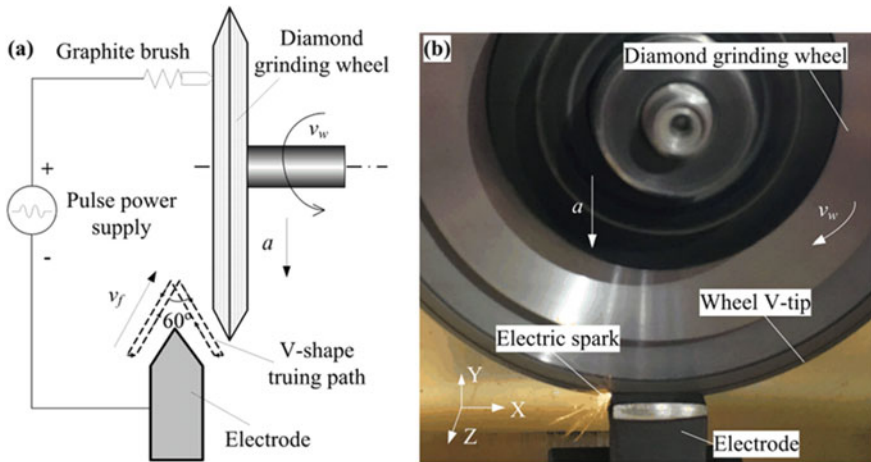 (a)
Graphite brush
Diamond
grinding wheel
v_w
+
Pulse power
supply
-
a
v_f
60°
V-shape
truing path
Electrode
(b)
Diamond grinding wheel
a
v_w
Wheel V-tip
Electric spark
Y
X
Z
Electrode